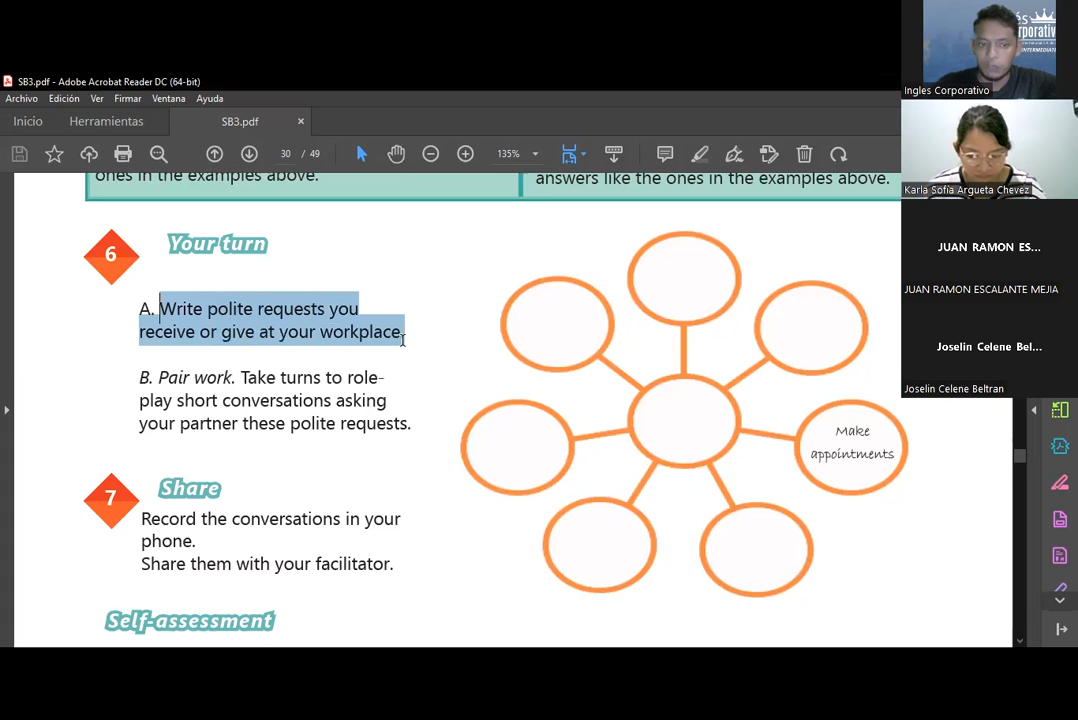 SB3.pdf - Adobe Acrobat Reader DC (64-bit)
Archivo Edición Ver Firmar Ventana Ayuda
Inicio Herramientas SB3.pdf ×
30 / 49 135%
ones in the examples above.
answers like the ones in the examples above.
6 Your turn
A. Write polite requests you
receive or give at your workplace.
B. Pair work. Take turns to role-
play short conversations asking
your partner these polite requests.
Make
appointments
7 Share
Record the conversations in your
phone.
Share them with your facilitator.
Self-assessment
INTERMEDIATE
Ingles Corporativo
Karla Sofía Argueta Chevez
JUAN RAMON ES...
JUAN RAMON ESCALANTE MEJIA
Joselin Celene Bel...
Joselin Celene Beltran